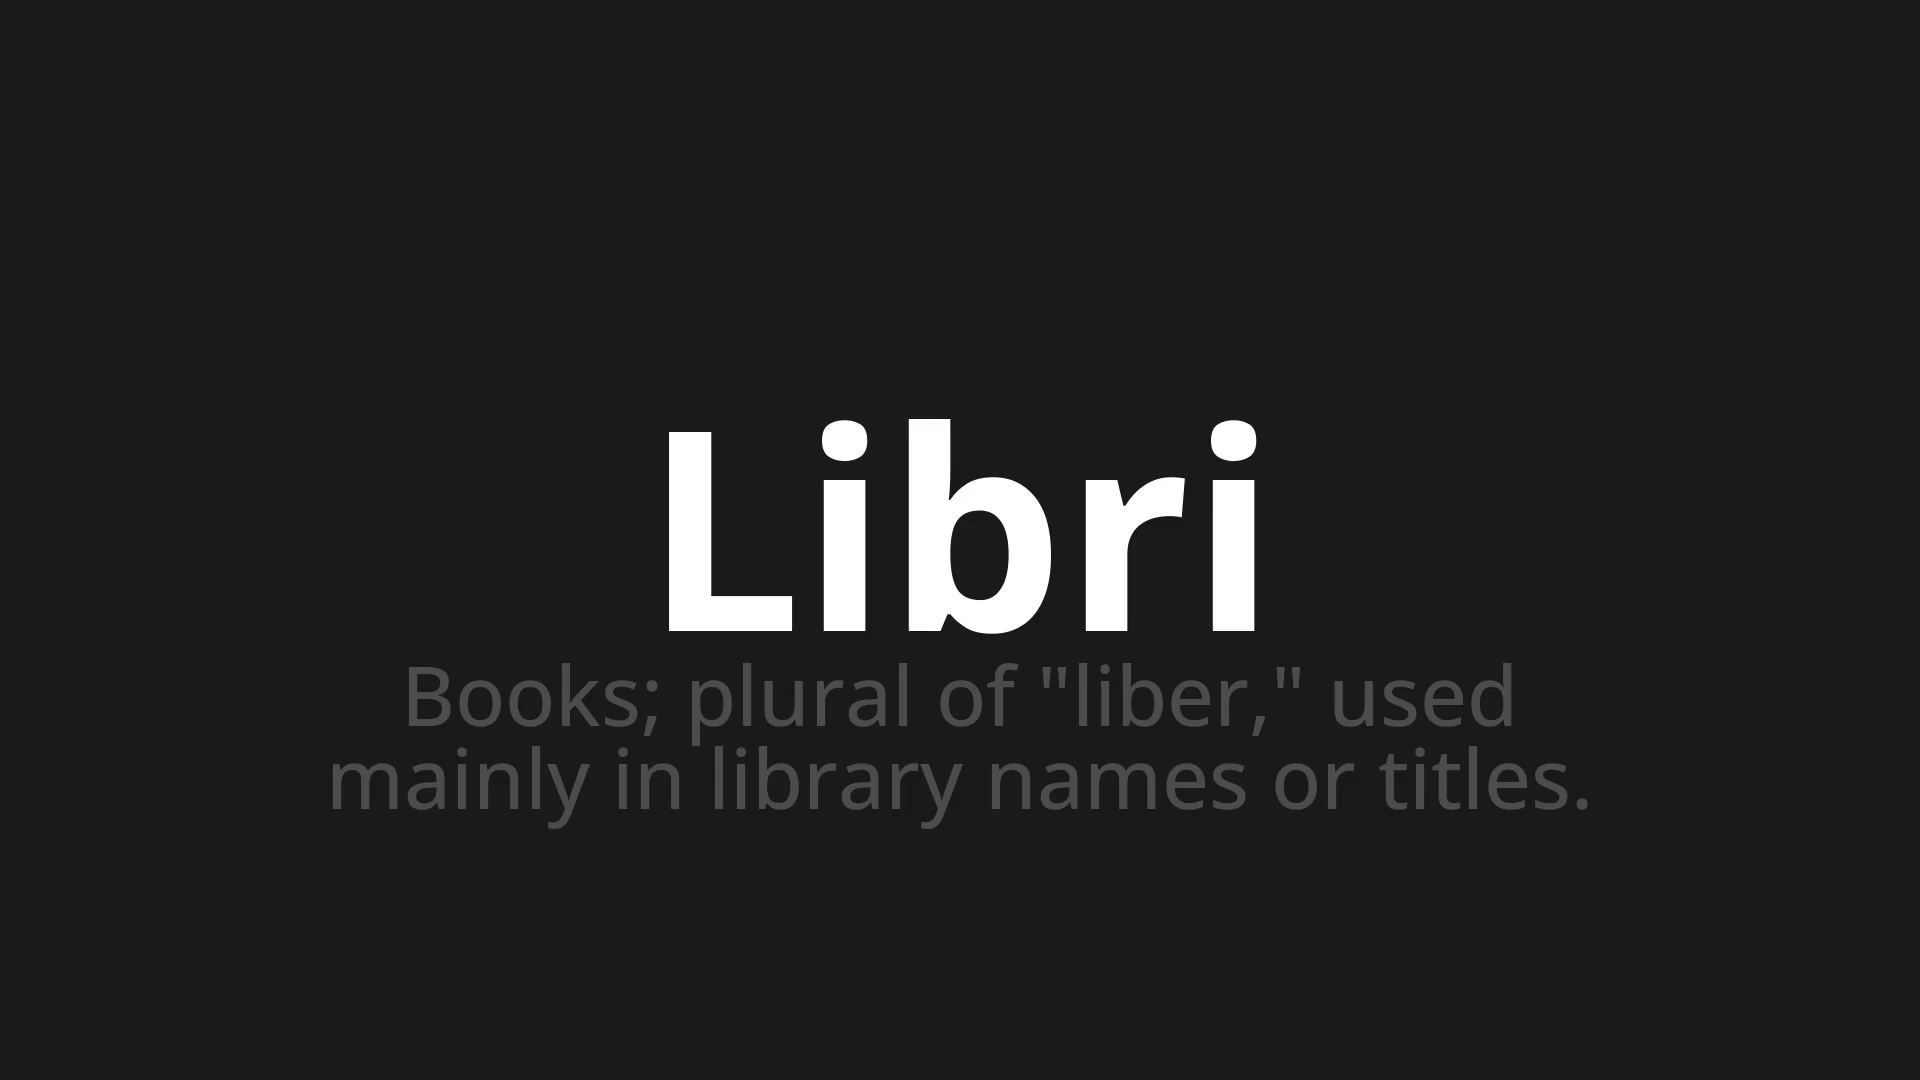 Libri
Books; plural of "liber," used
mainly in library names or titles.